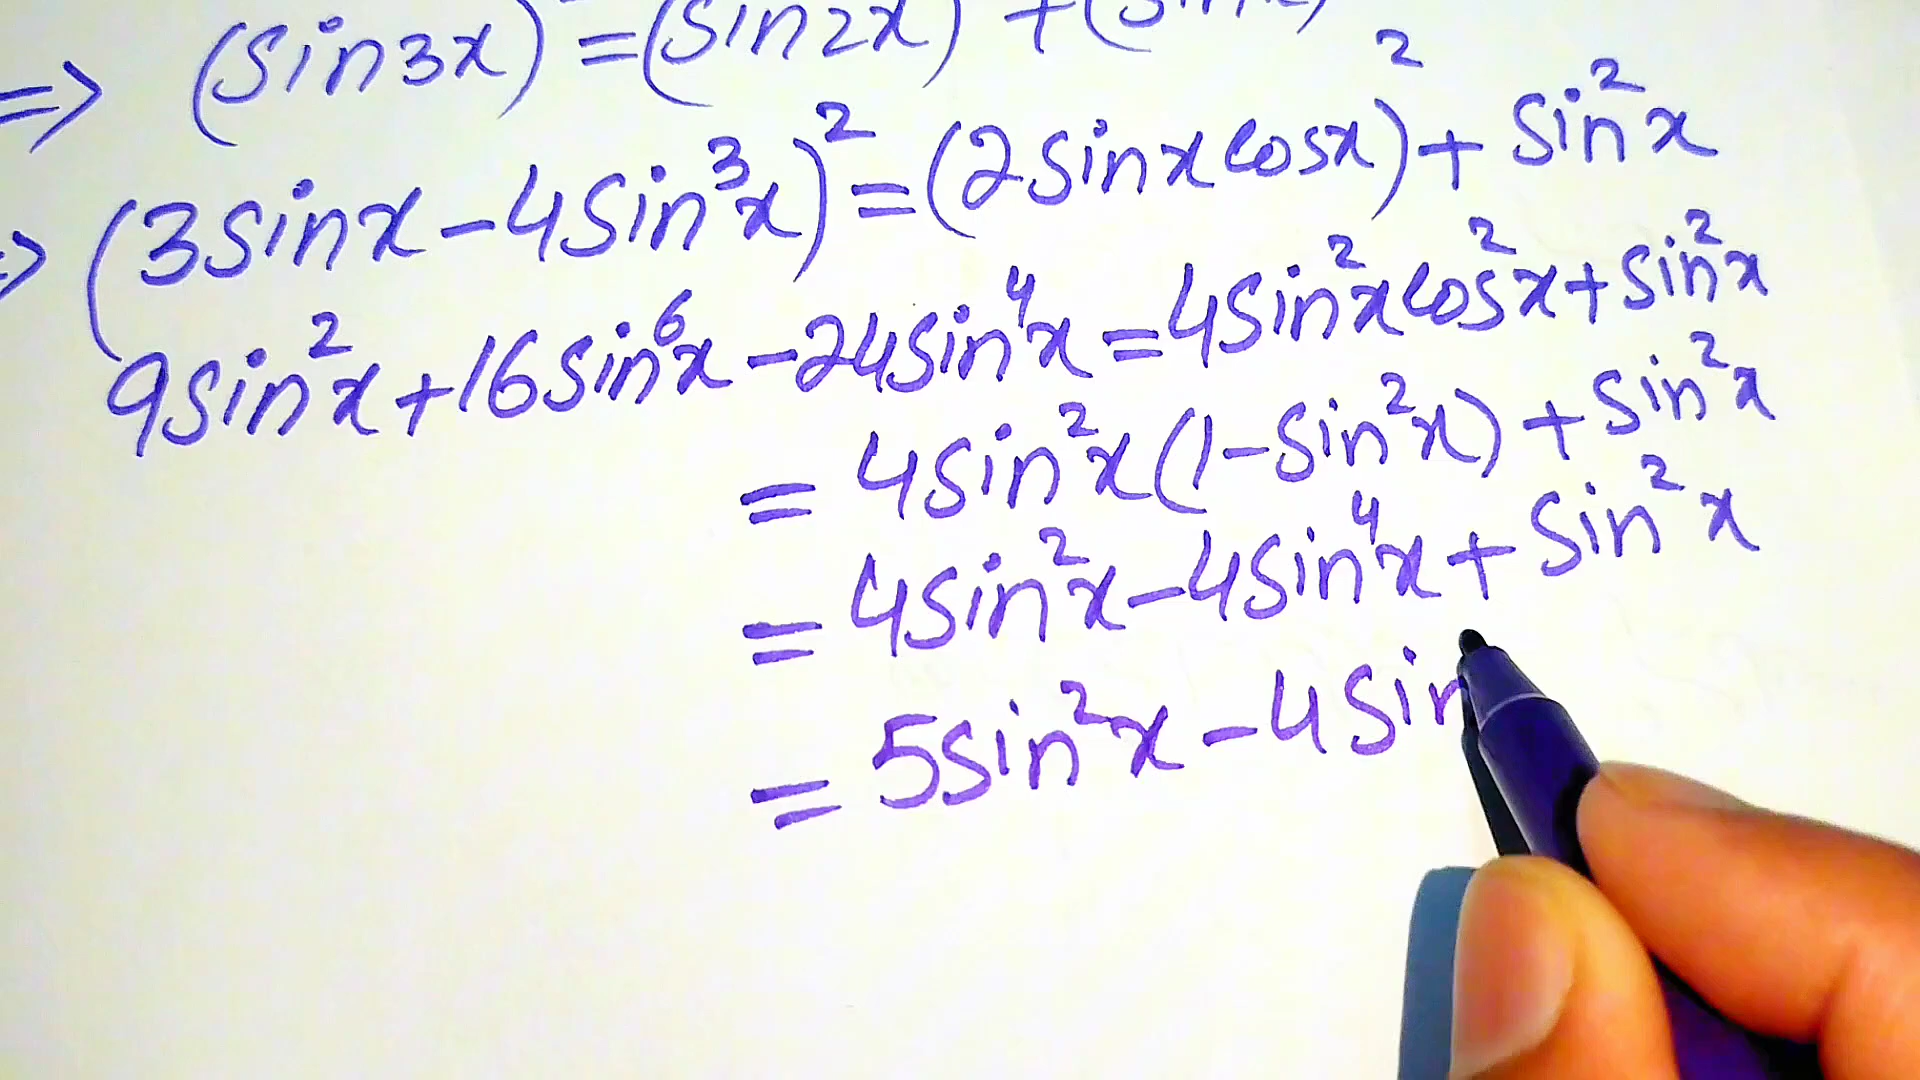 ⇒ (sin3x) = (sin2x) + (sin
⇒ (3sinx - 4sin³x)² = (2sinx cosx)² + sin²x
9sin²x + 16sin⁶x - 24sin⁴x = 4sin²x cos²x + sin²x
= 4sin²x (1 - sin²x) + sin²x
= 4sin²x - 4sin⁴x + sin²x
= 5sin²x - 4sin